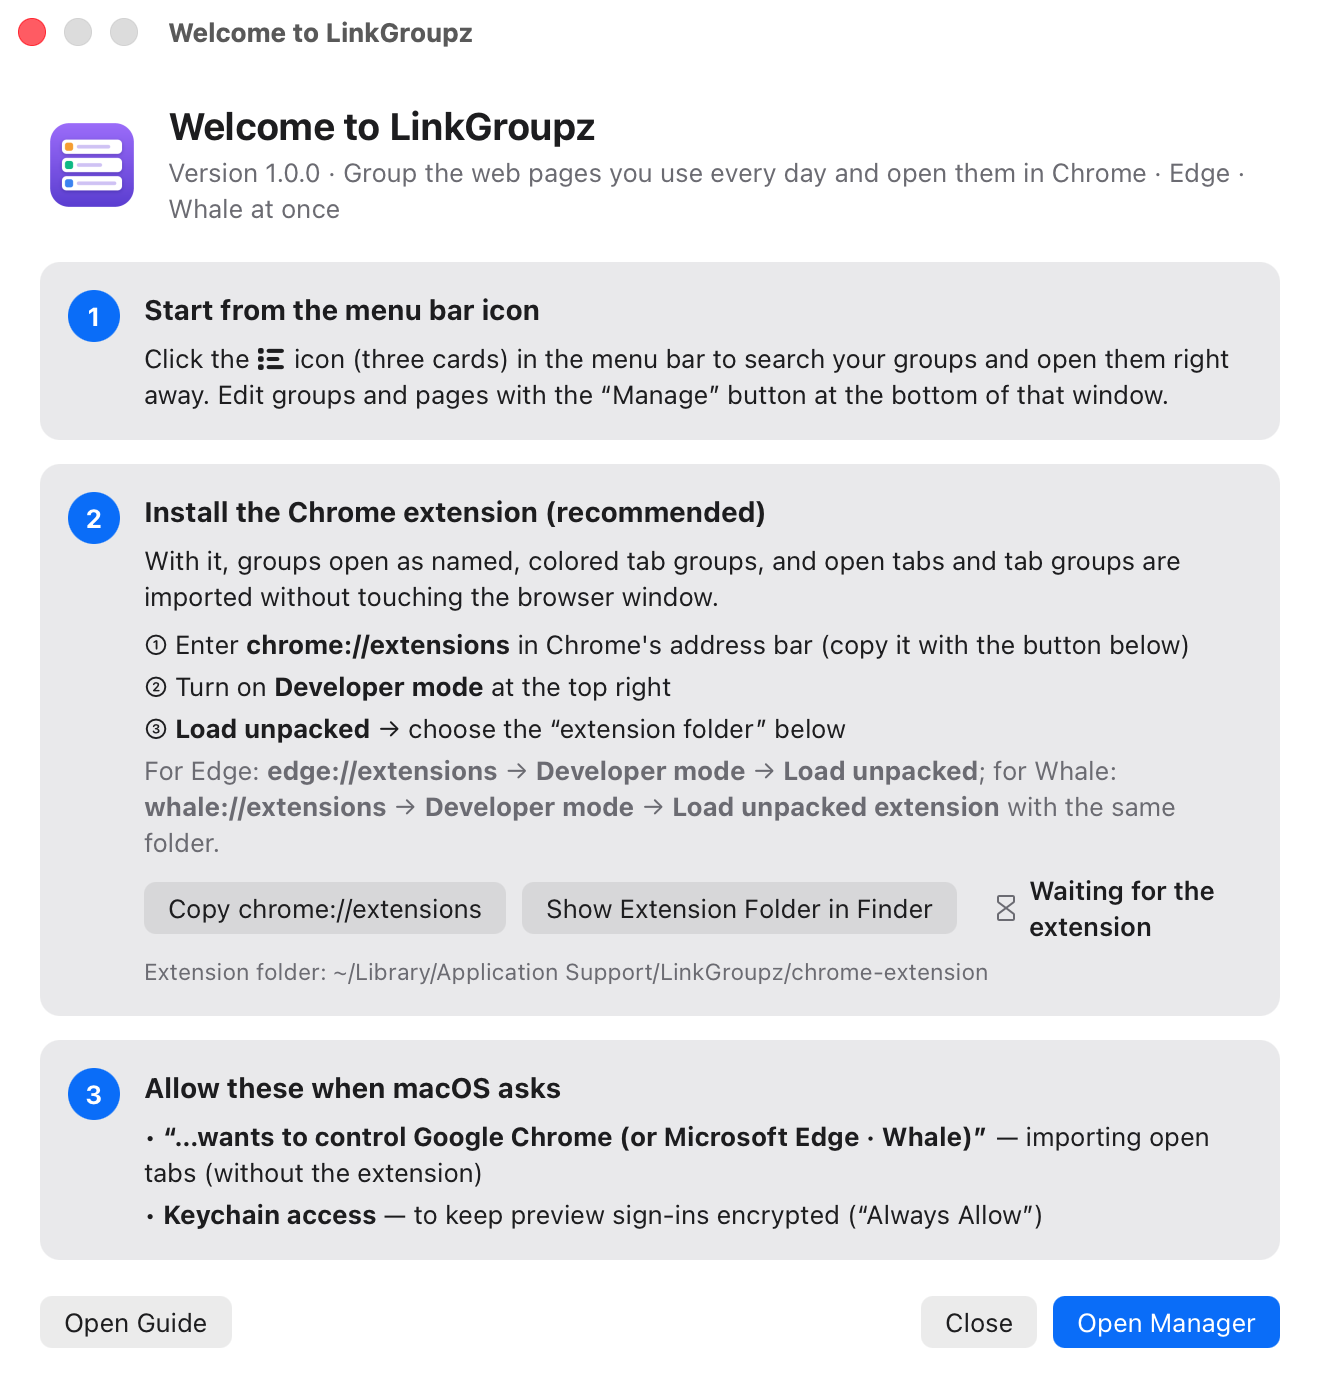 Welcome to LinkGroupz
Welcome to LinkGroupz
Version 1.0.0 · Group the web pages you use every day and open them in Chrome · Edge ·
Whale at once
1
Start from the menu bar icon
Click the icon (three cards) in the menu bar to search your groups and open them right
away. Edit groups and pages with the “Manage” button at the bottom of that window.
2
Install the Chrome extension (recommended)
With it, groups open as named, colored tab groups, and open tabs and tab groups are
imported without touching the browser window.
① Enter chrome://extensions in Chrome's address bar (copy it with the button below)
② Turn on Developer mode at the top right
③ Load unpacked → choose the “extension folder” below
For Edge: edge://extensions → Developer mode → Load unpacked; for Whale:
whale://extensions → Developer mode → Load unpacked extension with the same
folder.
Copy chrome://extensions
Show Extension Folder in Finder
Waiting for the
extension
Extension folder: ~/Library/Application Support/LinkGroupz/chrome-extension
3
Allow these when macOS asks
· “…wants to control Google Chrome (or Microsoft Edge · Whale)” — importing open
tabs (without the extension)
· Keychain access — to keep preview sign-ins encrypted (“Always Allow”)
Open Guide
Close
Open Manager